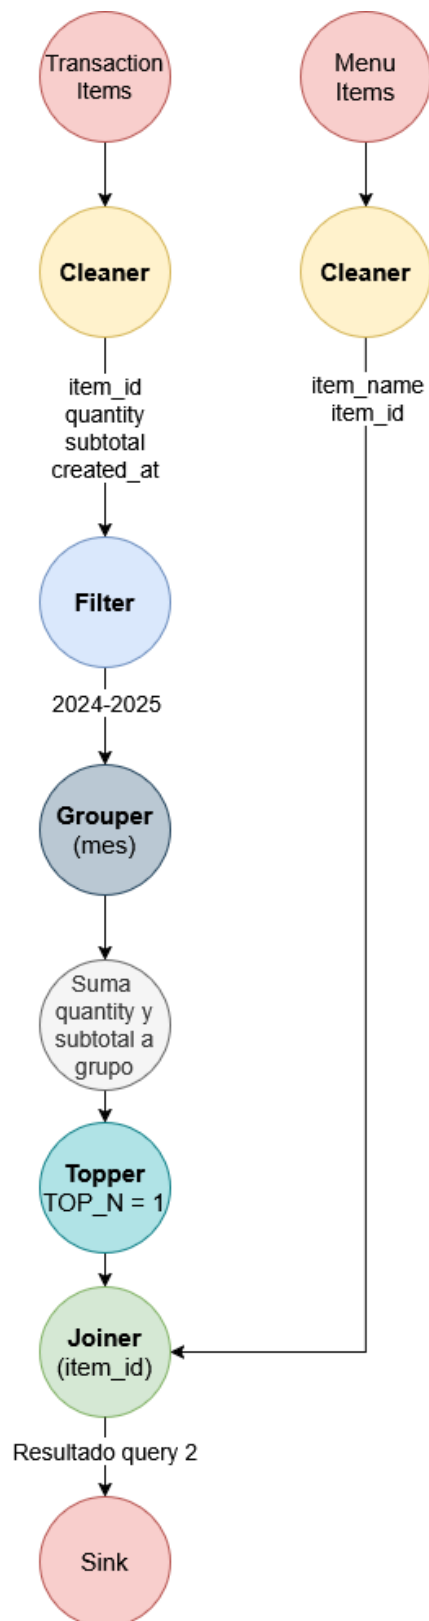 Transaction
Items
Menu
Items
Cleaner
Cleaner
item_id
quantity
subtotal
created_at
item_name
item_id
Filter
2024-2025
Grouper
(mes)
Suma
quantity y
subtotal a
grupo
Topper
TOP_N = 1
Joiner
(item_id)
Resultado query 2
Sink